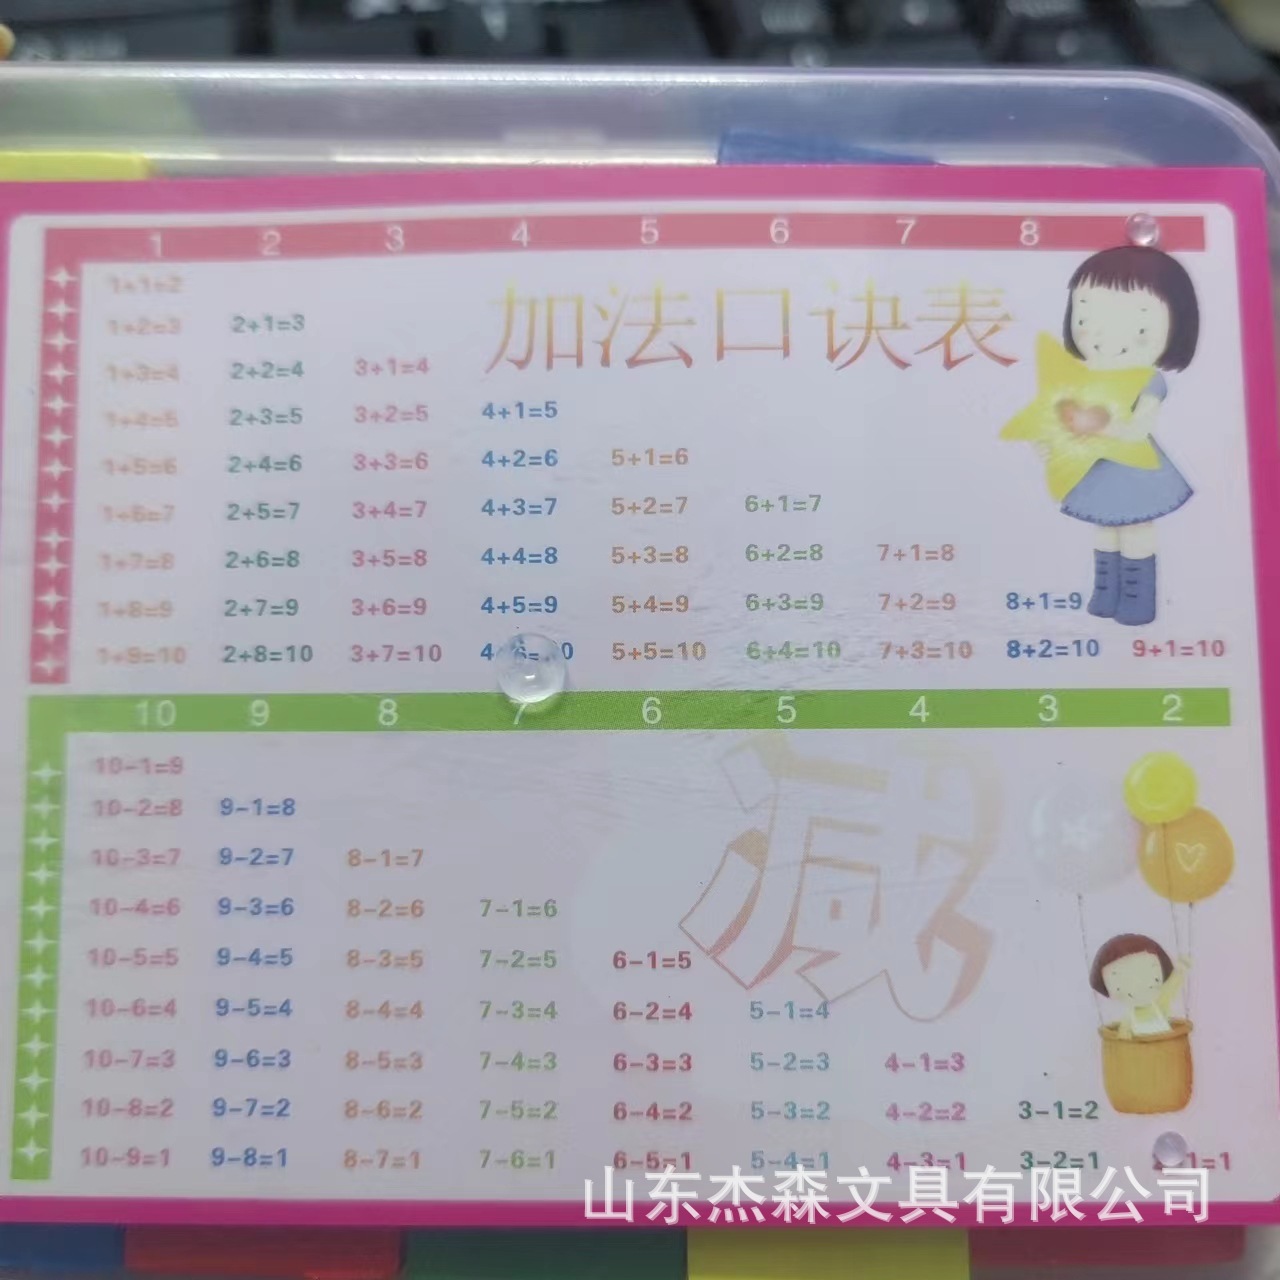 1 2 3 4 5 6 7 8
加法口诀表
1+1=2
1+2=3 2+1=3
1+3=4 2+2=4 3+1=4
1+4=5 2+3=5 3+2=5 4+1=5
1+5=6 2+4=6 3+3=6 4+2=6 5+1=6
1+6=7 2+5=7 3+4=7 4+3=7 5+2=7 6+1=7
1+7=8 2+6=8 3+5=8 4+4=8 5+3=8 6+2=8 7+1=8
1+8=9 2+7=9 3+6=9 4+5=9 5+4=9 6+3=9 7+2=9 8+1=9
1+9=10 2+8=10 3+7=10 4+6=10 5+5=10 6+4=10 7+3=10 8+2=10 9+1=10
10 9 8 7 6 5 4 3 2
减
10-1=9
10-2=8 9-1=8
10-3=7 9-2=7 8-1=7
10-4=6 9-3=6 8-2=6 7-1=6
10-5=5 9-4=5 8-3=5 7-2=5 6-1=5
10-6=4 9-5=4 8-4=4 7-3=4 6-2=4 5-1=4
10-7=3 9-6=3 8-5=3 7-4=3 6-3=3 5-2=3 4-1=3
10-8=2 9-7=2 8-6=2 7-5=2 6-4=2 5-3=2 4-2=2 3-1=2
10-9=1 9-8=1 8-7=1 7-6=1 6-5=1 5-4=1 4-3=1 3-2=1 2-1=1
山东杰森文具有限公司